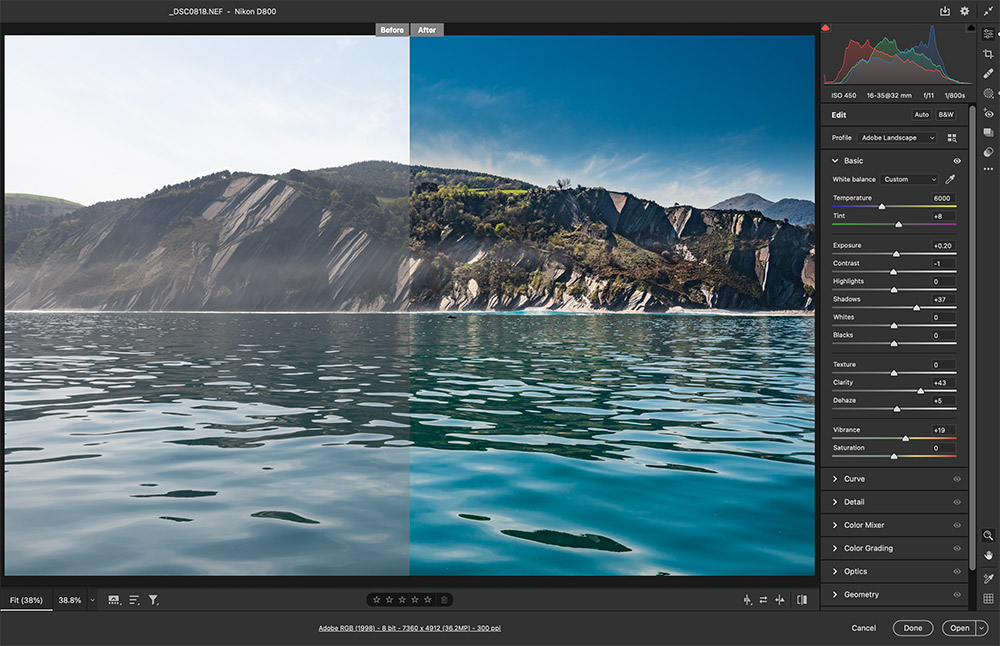 _DSC0818.NEF - Nikon D800
Before After
ISO 450 16-35@32 mm f/11 1/800s
Edit Auto B&W
Profile Adobe Landscape
Basic
White balance Custom
Temperature 6000
Tint +8
Exposure +0.20
Contrast -1
Highlights 0
Shadows +37
Whites 0
Blacks 0
Texture 0
Clarity +43
Dehaze +5
Vibrance +19
Saturation 0
Curve
Detail
Color Mixer
Color Grading
Optics
Geometry
Fit (38%) 38.8%
Adobe RGB (1998) - 8 bit - 7360 x 4912 (36.2MP) - 300 ppi
Cancel Done Open